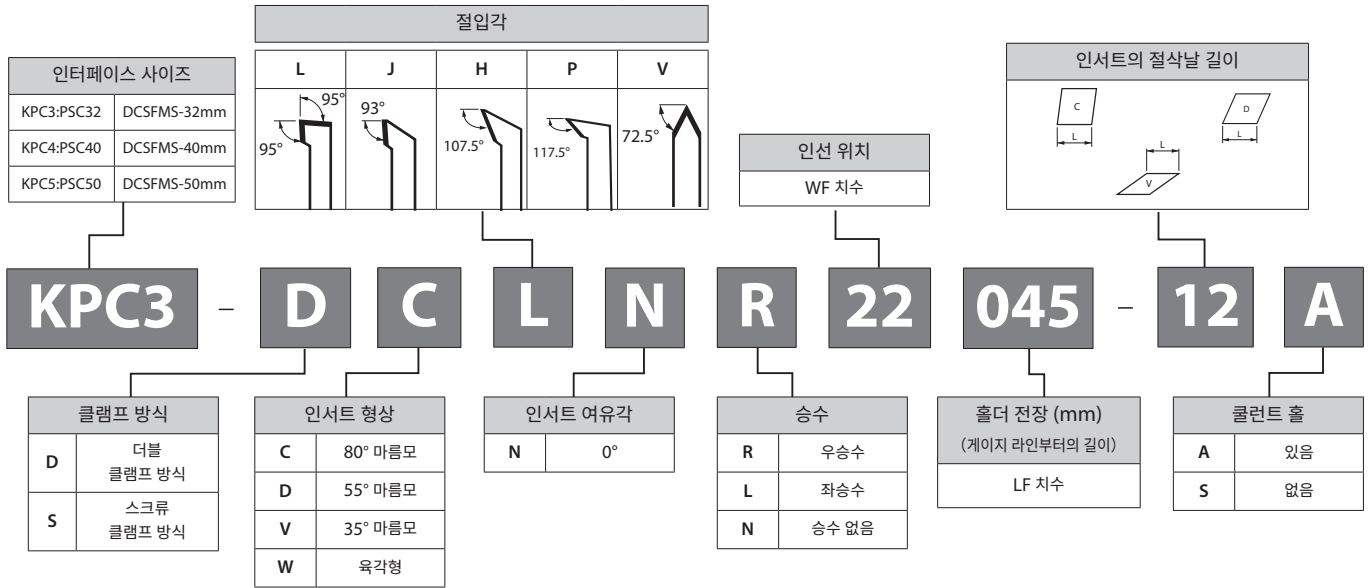 절입각
L J H P V
95°
95°
93°
107.5°
117.5°
72.5°
인터페이스 사이즈
KPC3:PSC32 DCSFMS-32mm
KPC4:PSC40 DCSFMS-40mm
KPC5:PSC50 DCSFMS-50mm
인선 위치
WF 치수
인서트의 절삭날 길이
C
L
D
L
L
V
KPC3 – D C L N R 22 045 – 12 A
클램프 방식
D 더블
클램프 방식
S 스크류
클램프 방식
인서트 형상
C 80° 마름모
D 55° 마름모
V 35° 마름모
W 육각형
인서트 여유각
N 0°
승수
R 우승수
L 좌승수
N 승수 없음
홀더 전장 (mm)
(게이지 라인부터의 길이)
LF 치수
쿨런트 홀
A 있음
S 없음